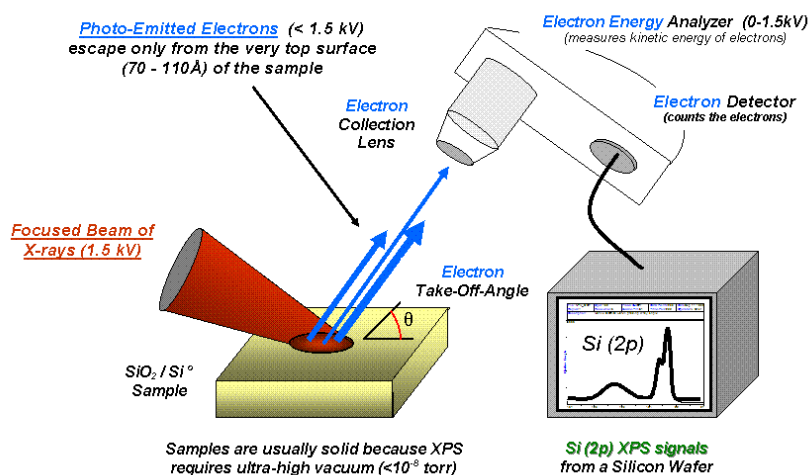 Photo-Emitted Electrons (< 1.5 kV)
escape only from the very top surface
(70 - 110Å) of the sample
Electron Energy Analyzer (0-1.5kV)
(measures kinetic energy of electrons)
Electron
Collection
Lens
Electron Detector
(counts the electrons)
Focused Beam of
X-rays (1.5 kV)
Electron
Take-Off-Angle
θ
Si (2p)
SiO₂ / Si°
Sample
Samples are usually solid because XPS
requires ultra-high vacuum (<10⁻⁸ torr)
Si (2p) XPS signals
from a Silicon Wafer